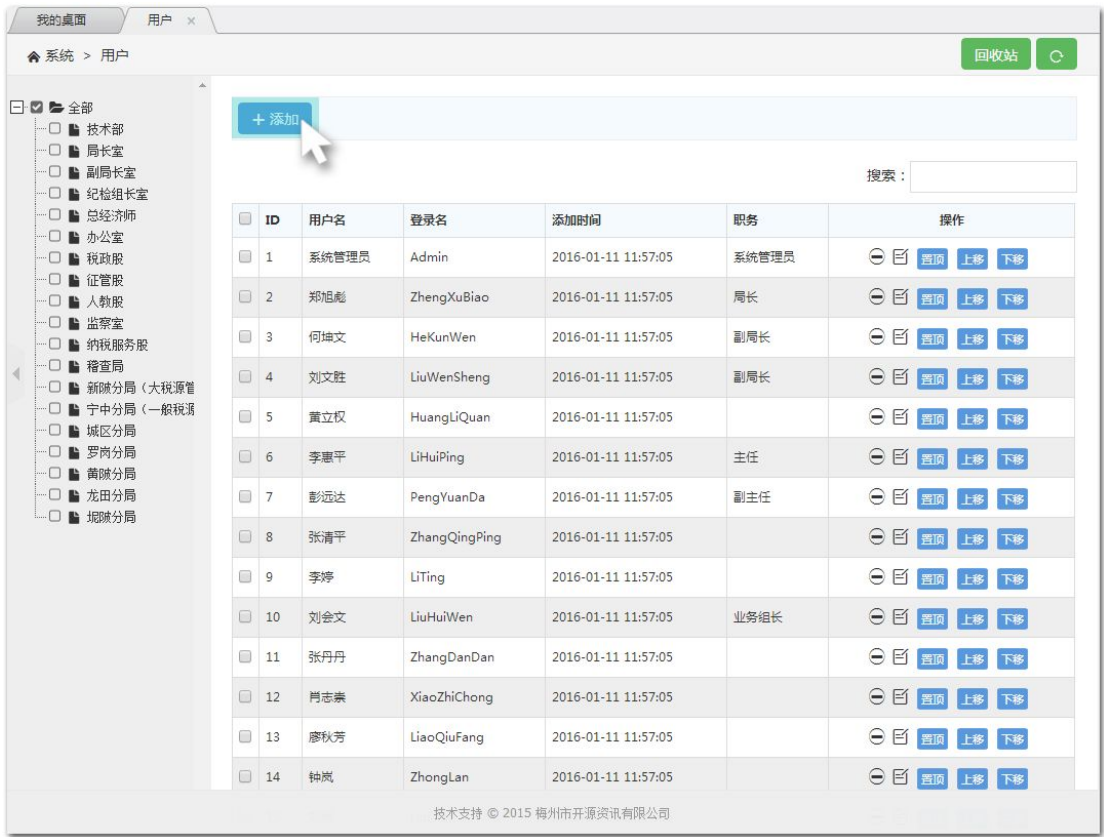 我的桌面 用户 ×
系统 > 用户 回收站
全部
技术部
局长室
副局长室
纪检组长室
总经济师
办公室
税政股
征管股
人教股
监察室
纳税服务股
稽查局
新陂分局（大税源管
宁中分局（一般税源
城区分局
罗岗分局
黄陂分局
龙田分局
坭陂分局
+ 添加
搜索：
ID 用户名 登录名 添加时间 职务 操作
1 系统管理员 Admin 2016-01-11 11:57:05 系统管理员 置顶 上移 下移
2 郑旭彪 ZhengXuBiao 2016-01-11 11:57:05 局长 置顶 上移 下移
3 何坤文 HeKunWen 2016-01-11 11:57:05 副局长 置顶 上移 下移
4 刘文胜 LiuWenSheng 2016-01-11 11:57:05 副局长 置顶 上移 下移
5 黄立权 HuangLiQuan 2016-01-11 11:57:05 置顶 上移 下移
6 李惠平 LiHuiPing 2016-01-11 11:57:05 主任 置顶 上移 下移
7 彭远达 PengYuanDa 2016-01-11 11:57:05 副主任 置顶 上移 下移
8 张清平 ZhangQingPing 2016-01-11 11:57:05 置顶 上移 下移
9 李婷 LiTing 2016-01-11 11:57:05 置顶 上移 下移
10 刘会文 LiuHuiWen 2016-01-11 11:57:05 业务组长 置顶 上移 下移
11 张丹丹 ZhangDanDan 2016-01-11 11:57:05 置顶 上移 下移
12 肖志崇 XiaoZhiChong 2016-01-11 11:57:05 置顶 上移 下移
13 廖秋芳 LiaoQiuFang 2016-01-11 11:57:05 置顶 上移 下移
14 钟岚 ZhongLan 2016-01-11 11:57:05 置顶 上移 下移
技术支持 © 2015 梅州市开源资讯有限公司